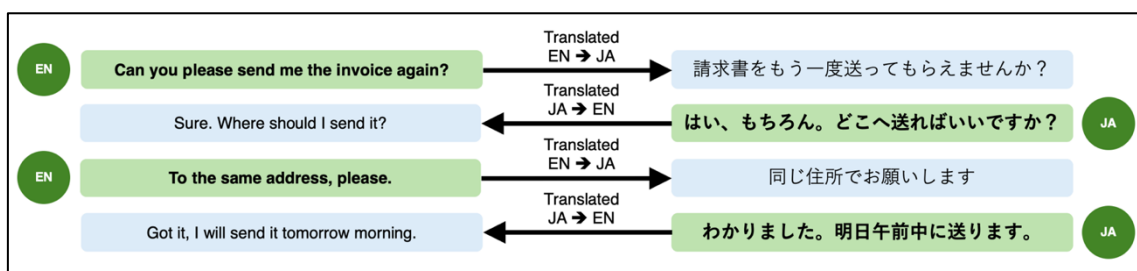 EN
Can you please send me the invoice again?
Translated
EN ➔ JA
請求書をもう一度送ってもらえませんか？
Sure. Where should I send it?
Translated
JA ➔ EN
はい、もちろん。どこへ送ればいいですか？
JA
EN
To the same address, please.
Translated
EN ➔ JA
同じ住所でお願いします
Got it, I will send it tomorrow morning.
Translated
JA ➔ EN
わかりました。明日午前中に送ります。
JA